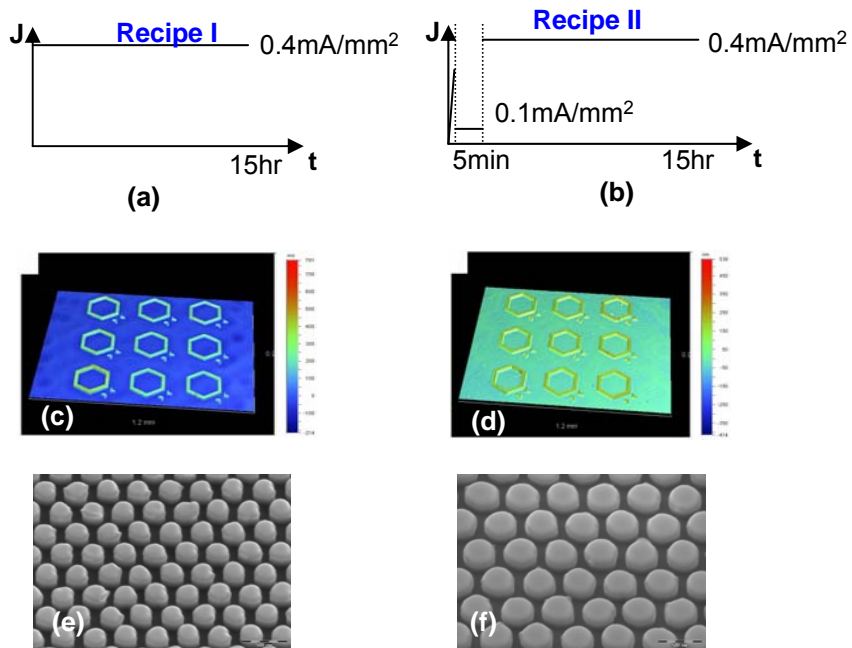 Recipe I
J
0.4mA/mm²
15hr
t
(a)
Recipe II
J
0.4mA/mm²
0.1mA/mm²
5min
15hr
t
(b)
(c)
1.2 mm
(d)
1.2 mm
(e)
(f)